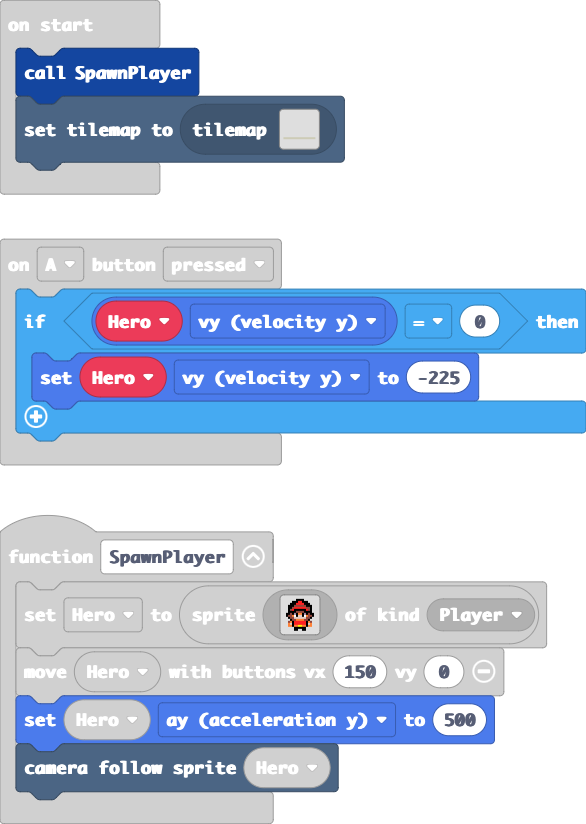 on start
call SpawnPlayer
set tilemap to tilemap
on A button pressed
if Hero vy (velocity y) = 0 then
set Hero vy (velocity y) to -225
function SpawnPlayer
set Hero to sprite of kind Player
move Hero with buttons vx 150 vy 0
set Hero ay (acceleration y) to 500
camera follow sprite Hero